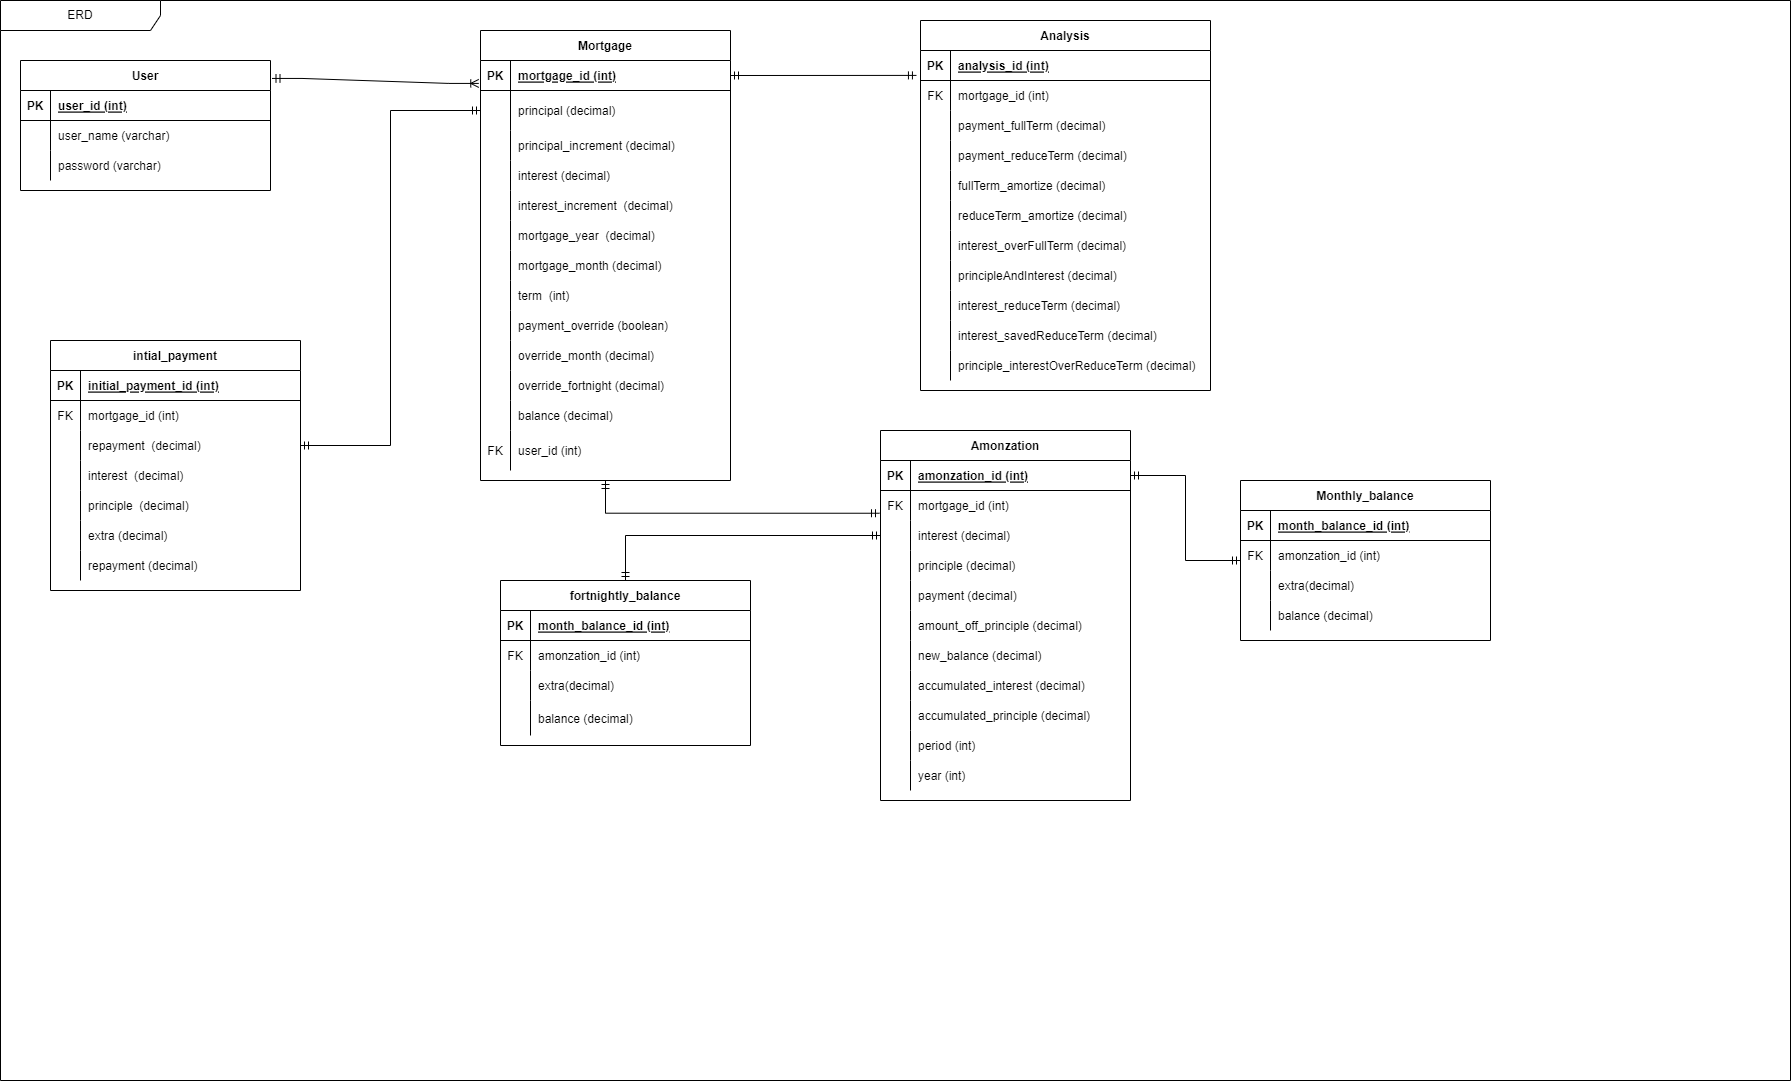 ERD
User
PK user_id (int)
user_name (varchar)
password (varchar)
Mortgage
PK mortgage_id (int)
principal (decimal)
principal_increment (decimal)
interest (decimal)
interest_increment (decimal)
mortgage_year (decimal)
mortgage_month (decimal)
term (int)
payment_override (boolean)
override_month (decimal)
override_fortnight (decimal)
balance (decimal)
FK user_id (int)
Analysis
PK analysis_id (int)
FK mortgage_id (int)
payment_fullTerm (decimal)
payment_reduceTerm (decimal)
fullTerm_amortize (decimal)
reduceTerm_amortize (decimal)
interest_overFullTerm (decimal)
principleAndInterest (decimal)
interest_reduceTerm (decimal)
interest_savedReduceTerm (decimal)
principle_interestOverReduceTerm (decimal)
intial_payment
PK initial_payment_id (int)
FK mortgage_id (int)
repayment (decimal)
interest (decimal)
principle (decimal)
extra (decimal)
repayment (decimal)
Amonzation
PK amonzation_id (int)
FK mortgage_id (int)
interest (decimal)
principle (decimal)
payment (decimal)
amount_off_principle (decimal)
new_balance (decimal)
accumulated_interest (decimal)
accumulated_principle (decimal)
period (int)
year (int)
Monthly_balance
PK month_balance_id (int)
FK amonzation_id (int)
extra(decimal)
balance (decimal)
fortnightly_balance
PK month_balance_id (int)
FK amonzation_id (int)
extra(decimal)
balance (decimal)